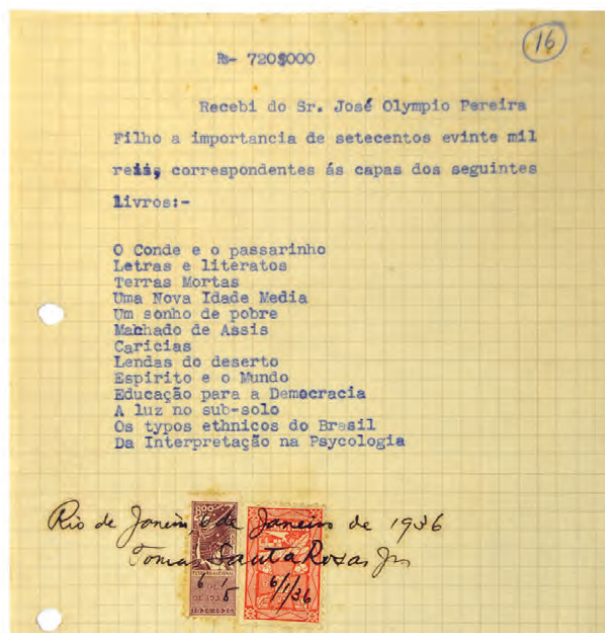 16
Rs- 720$000
Recebi do Sr. José Olympio Pereira
Filho a importancia de setecentos evinte mil
reis, correspondentes ás capas dos seguintes
livros:-
O Conde e o passarinho
Letras e literatos
Terras Mortas
Uma Nova Idade Media
Um sonho de pobre
Machado de Assis
Caricias
Lendas do deserto
Espirito e o Mundo
Educação para a Democracia
A luz no sub-solo
Os typos ethnicos do Brasil
Da Interpretação na Psycologia
Rio de Janeiro, 6 de Janeiro de 1936
Tomas Santa Rosa Jr
6/1/36